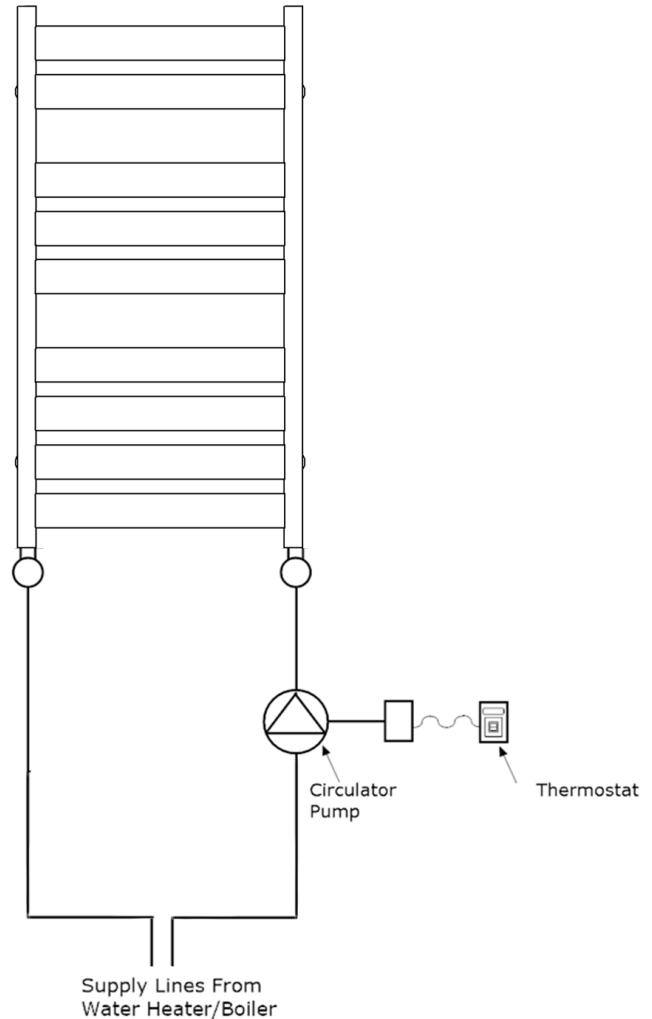 Circulator
Pump
Thermostat
Supply Lines From
Water Heater/Boiler